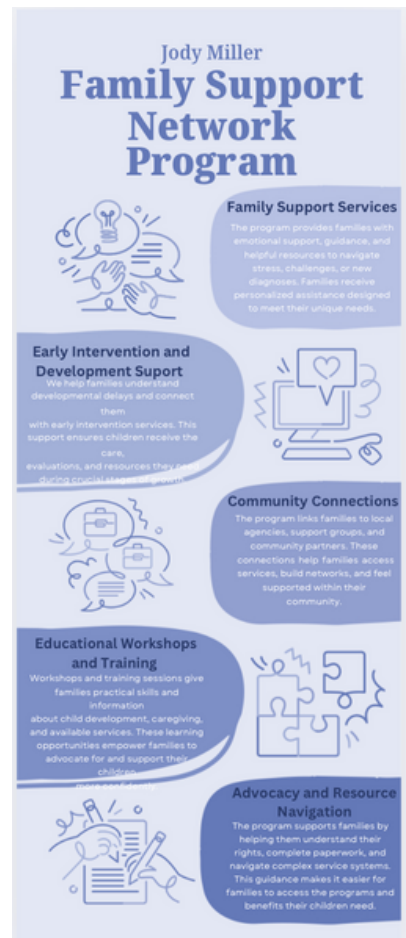 Jody Miller
Family Support
Network
Program
Family Support Services
The program provides families with
emotional support, guidance, and
helpful resources to navigate
stress, challenges, or new
diagnoses. Families receive
personalized assistance designed
to meet their unique needs.
Early Intervention and
Development Suport
We help families understand
developmental delays and connect
them
with early intervention services. This
support ensures children receive the
care,
evaluations, and resources they need
during crucial stages of growth.
Community Connections
The program links families to local
agencies, support groups, and
community partners. These
connections help families access
services, build networks, and feel
supported within their
community.
Educational Workshops
and Training
Workshops and training sessions give
families practical skills and
information
about child development, caregiving,
and available services. These learning
opportunities empower families to
advocate for and support their
children
more confidently.
Advocacy and Resource
Navigation
The program supports families by
helping them understand their
rights, complete paperwork, and
navigate complex service systems.
This guidance makes it easier for
families to access the programs and
benefits their children need.